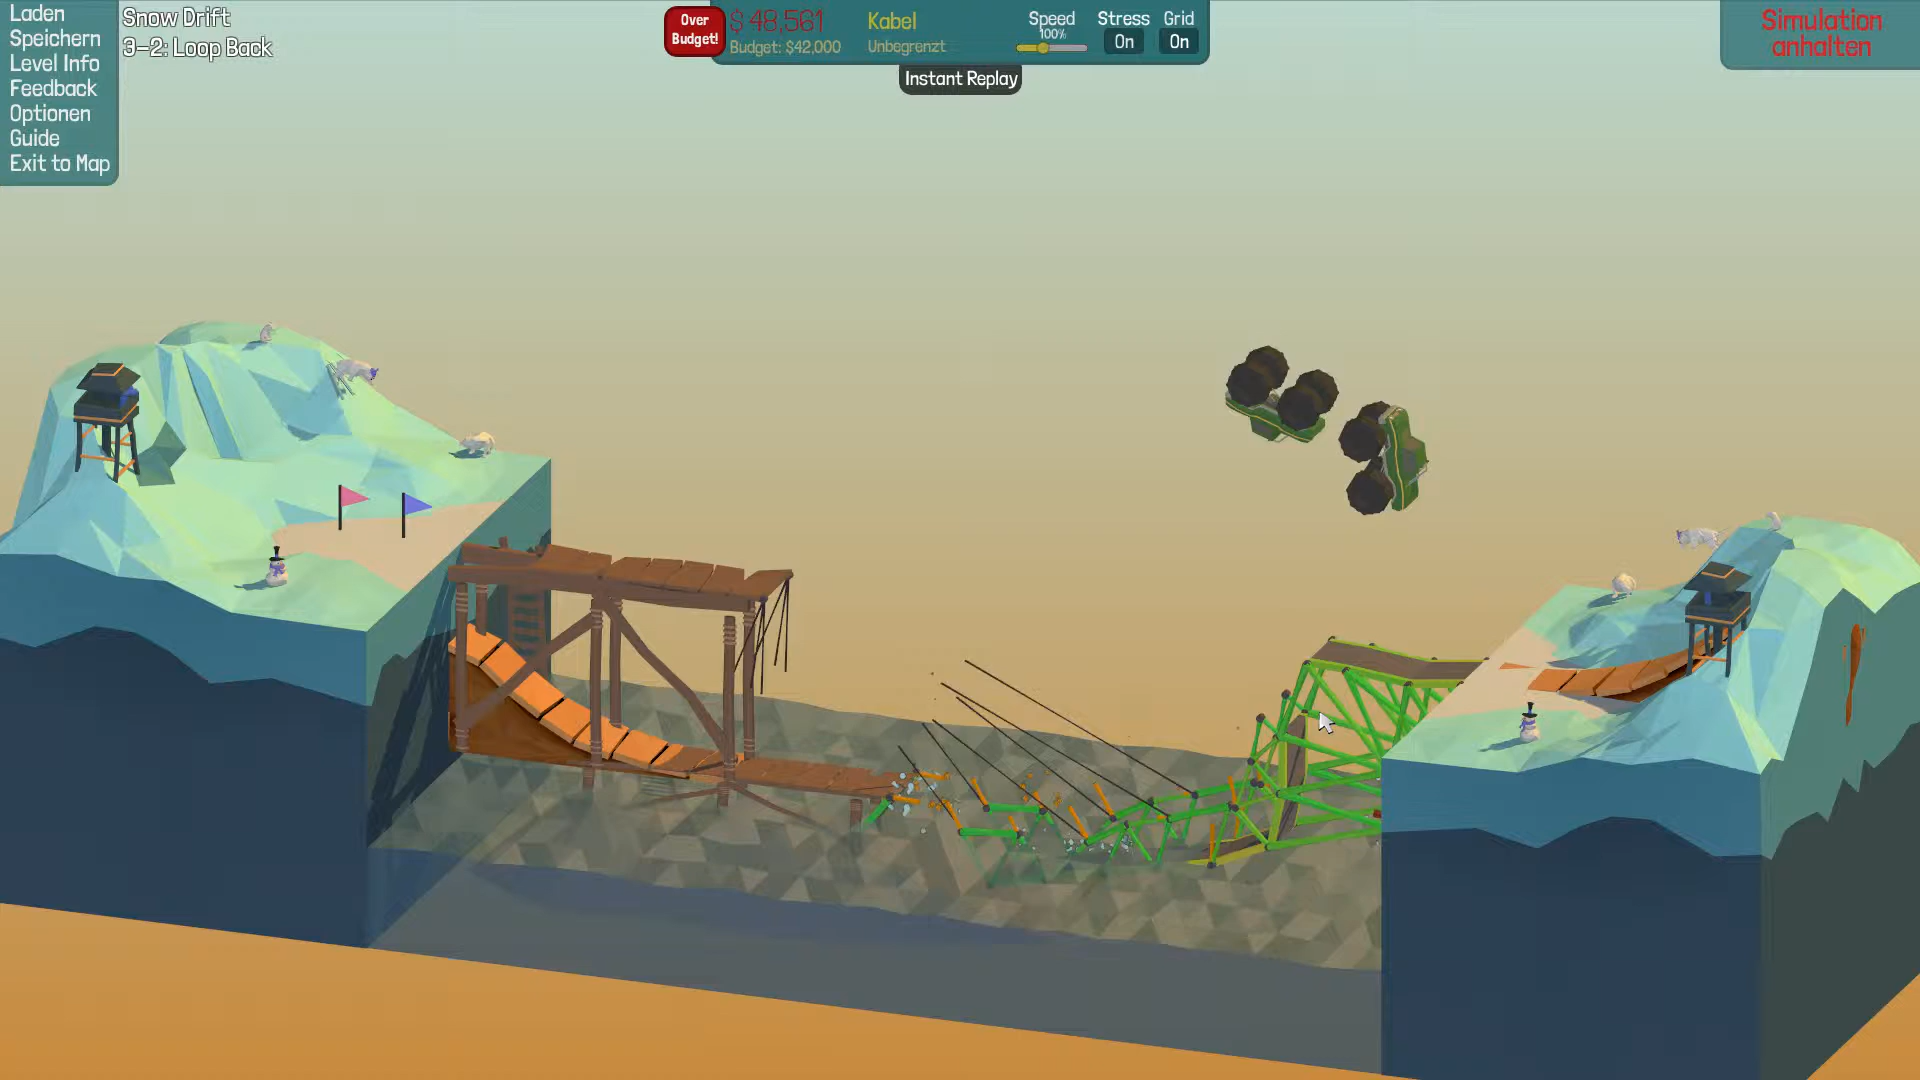 Laden
Speichern
Level Info
Feedback
Optionen
Guide
Exit to Map
Snow Drift
3-2: Loop Back
Over Budget!
$ 48,561
Budget: $42,000
Kabel
Unbegrenzt
Speed
100%
Stress
On
Grid
On
Instant Replay
Simulation
anhalten